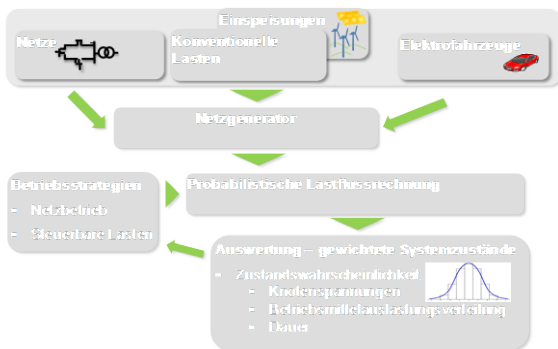 Einspeisungen
Netze
Konventionelle
Lasten
Elektrofahrzeuge
Netzgenerator
Betriebsstrategien
- Netzbetrieb
- Steuerbare Lasten
Probabilistische Lastflussrechnung
Auswertung – gewichtete Systemzustände
- Zustandswahrscheinlichkeit
- Knotenspannungen
- Betriebsmittelauslastungsverteilung
- Dauer